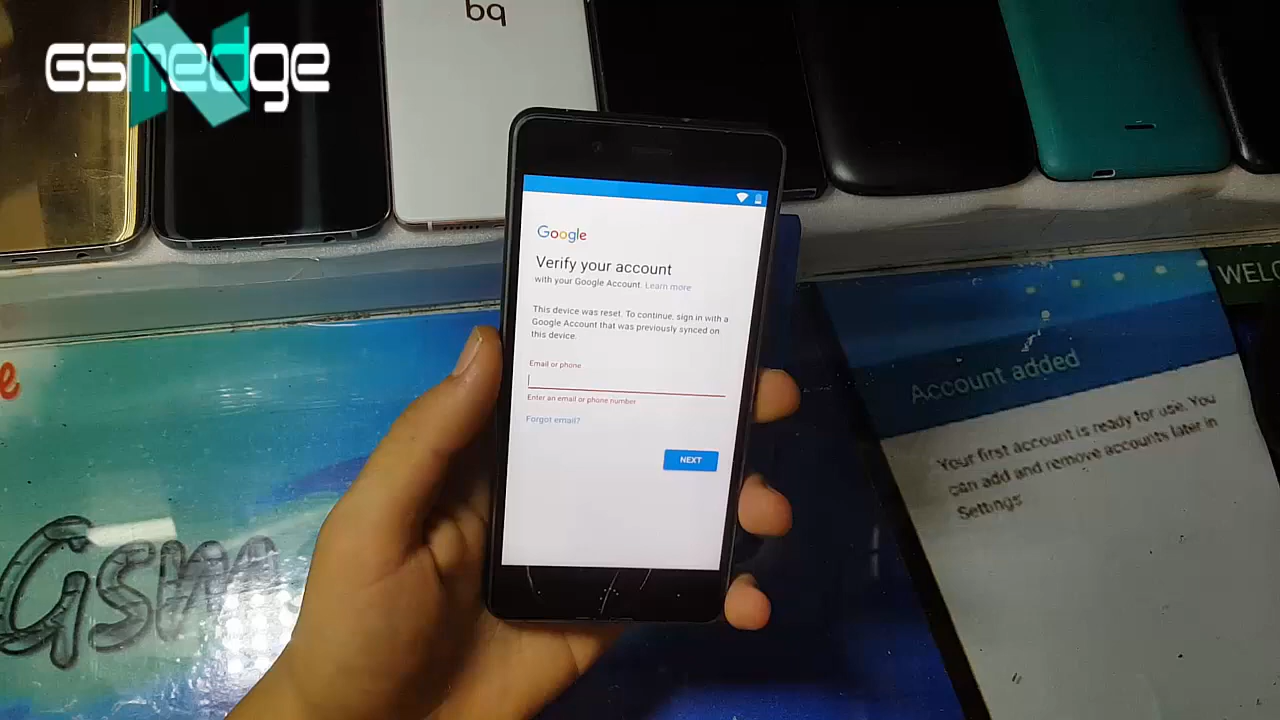 GSMEDGE
bq
Google
Verify your account
with your Google Account. Learn more
This device was reset. To continue, sign in with a
Google Account that was previously synced on
this device.
Email or phone
Enter an email or phone number
Forgot email?
NEXT
WELC
Account added
Your first account is ready for use. You
can add and remove accounts later in
Settings
e
Gsm